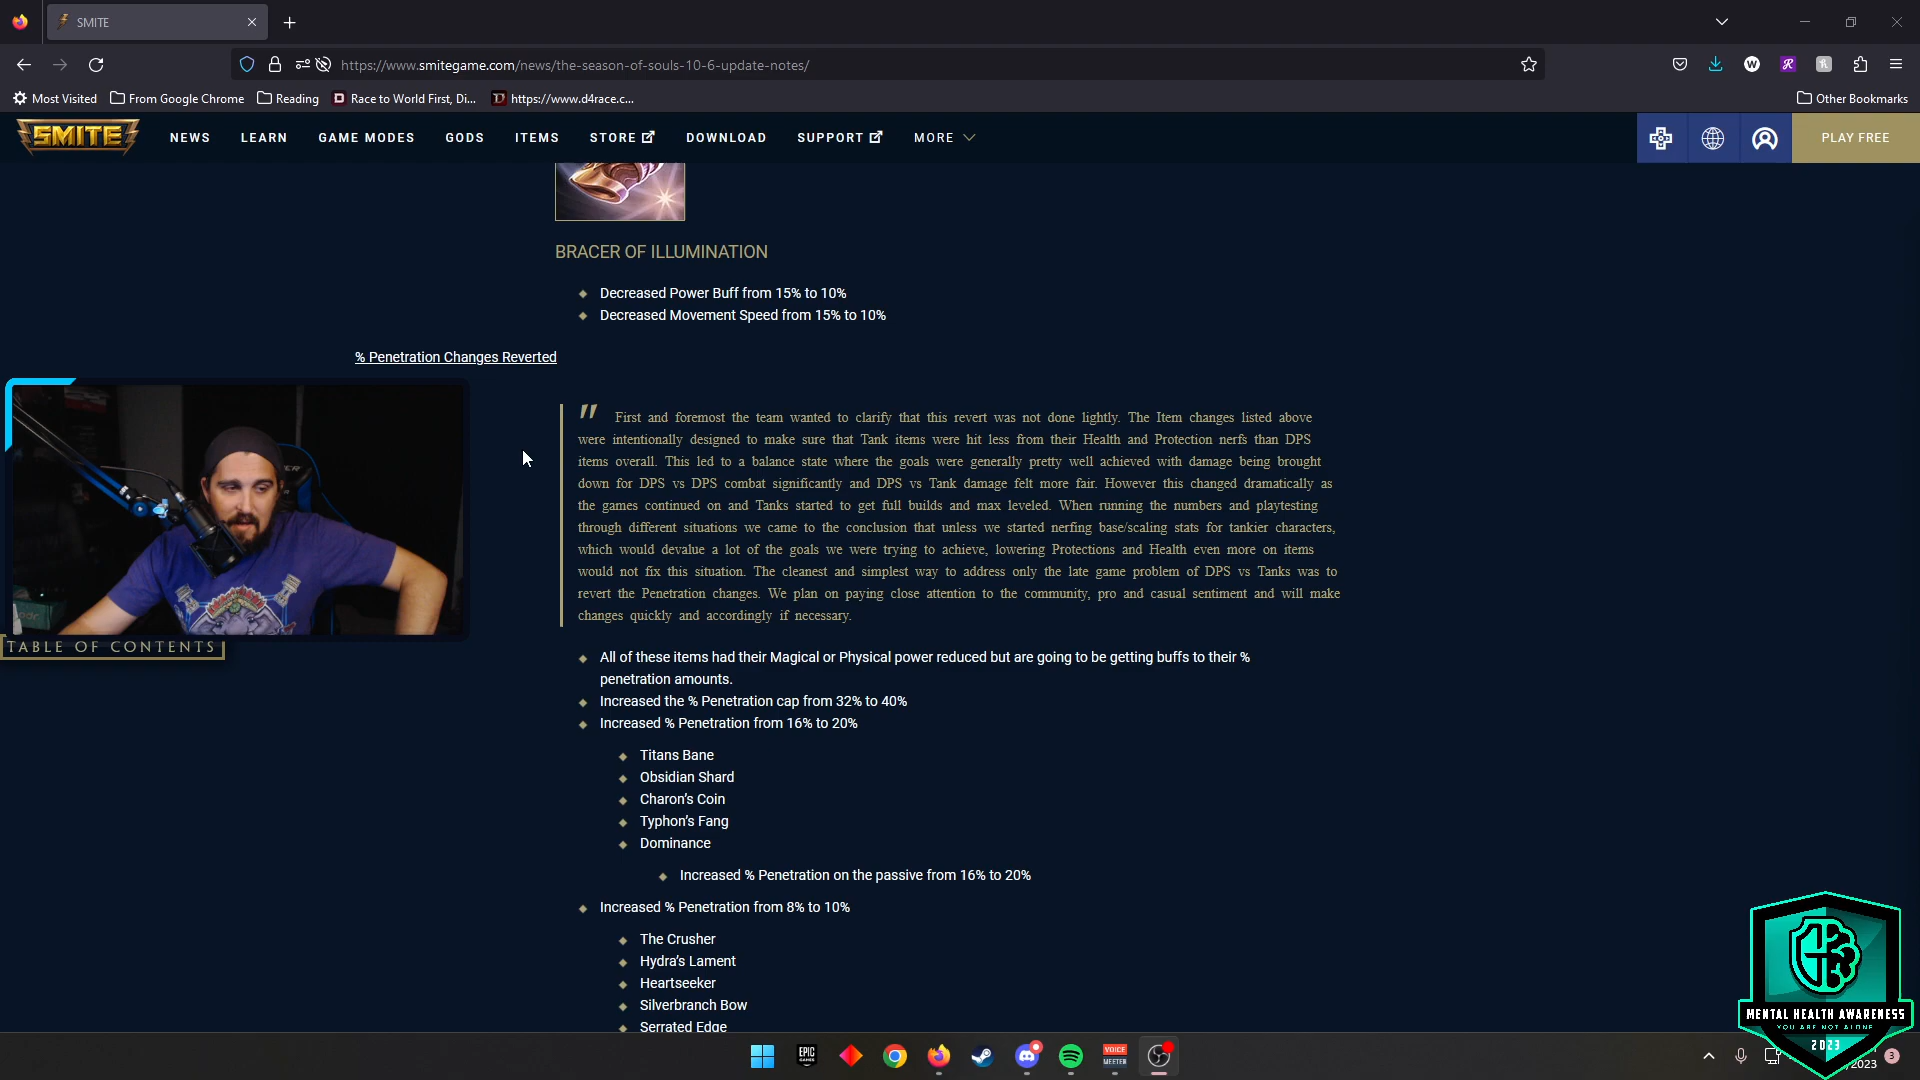 SMITE
https://www.smitegame.com/news/the-season-of-souls-10-6-update-notes/
Most Visited
From Google Chrome
Reading
Race to World First, Di...
https://www.d4race.c...
Other Bookmarks
SMITE
NEWS
LEARN
GAME MODES
GODS
ITEMS
STORE
DOWNLOAD
SUPPORT
MORE
PLAY FREE
BRACER OF ILLUMINATION
Decreased Power Buff from 15% to 10%
Decreased Movement Speed from 15% to 10%
% Penetration Changes Reverted
" First and foremost the team wanted to clarify that this revert was not done lightly. The Item changes listed above
were intentionally designed to make sure that Tank items were hit less from their Health and Protection nerfs than DPS
items overall. This led to a balance state where the goals were generally pretty well achieved with damage being brought
down for DPS vs DPS combat significantly and DPS vs Tank damage felt more fair. However this changed dramatically as
the games continued on and Tanks started to get full builds and max leveled. When running the numbers and playtesting
through different situations we came to the conclusion that unless we started nerfing base/scaling stats for tankier characters,
which would devalue a lot of the goals we were trying to achieve, lowering Protections and Health even more on items
would not fix this situation. The cleanest and simplest way to address only the late game problem of DPS vs Tanks was to
revert the Penetration changes. We plan on paying close attention to the community, pro and casual sentiment and will make
changes quickly and accordingly if necessary.
TABLE OF CONTENTS
All of these items had their Magical or Physical power reduced but are going to be getting buffs to their %
penetration amounts.
Increased the % Penetration cap from 32% to 40%
Increased % Penetration from 16% to 20%
Titans Bane
Obsidian Shard
Charon's Coin
Typhon's Fang
Dominance
Increased % Penetration on the passive from 16% to 20%
Increased % Penetration from 8% to 10%
The Crusher
Hydra's Lament
Heartseeker
Silverbranch Bow
Serrated Edge
MENTAL HEALTH AWARENESS
YOU ARE NOT ALONE
2023
EPIC
GAMES
VOICE
MEETER
/2023
3